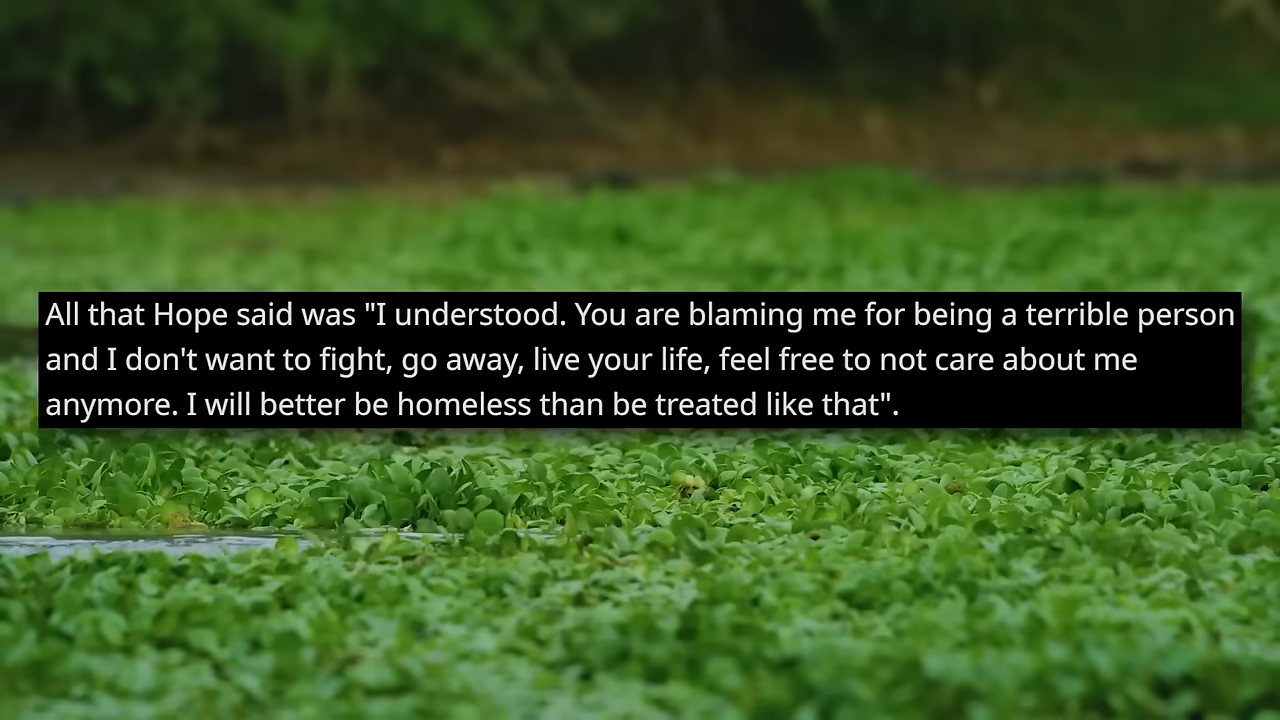 All that Hope said was "I understood. You are blaming me for being a terrible person
and I don't want to fight, go away, live your life, feel free to not care about me
anymore. I will better be homeless than be treated like that".